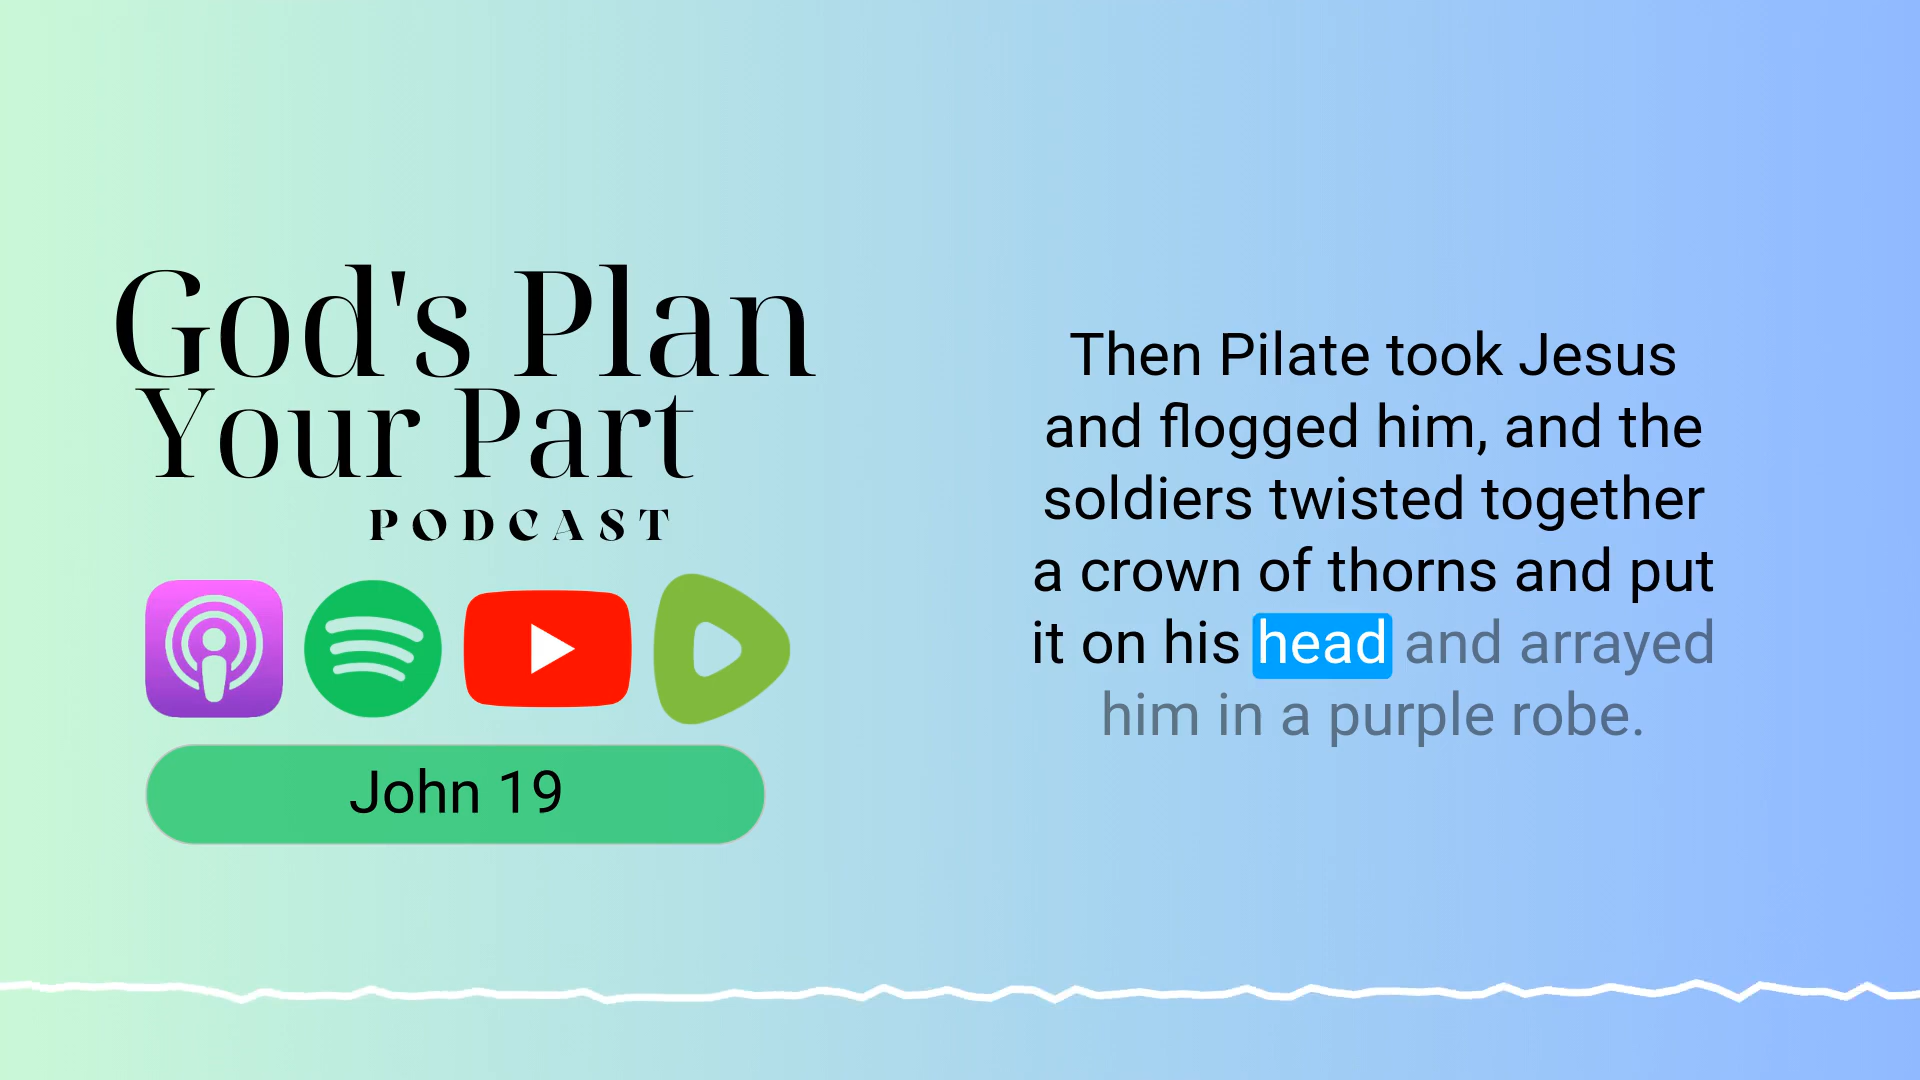 God's Plan
Your Part
PODCAST
John 19
Then Pilate took Jesus
and flogged him, and the
soldiers twisted together
a crown of thorns and put
it on his head and arrayed
him in a purple robe.